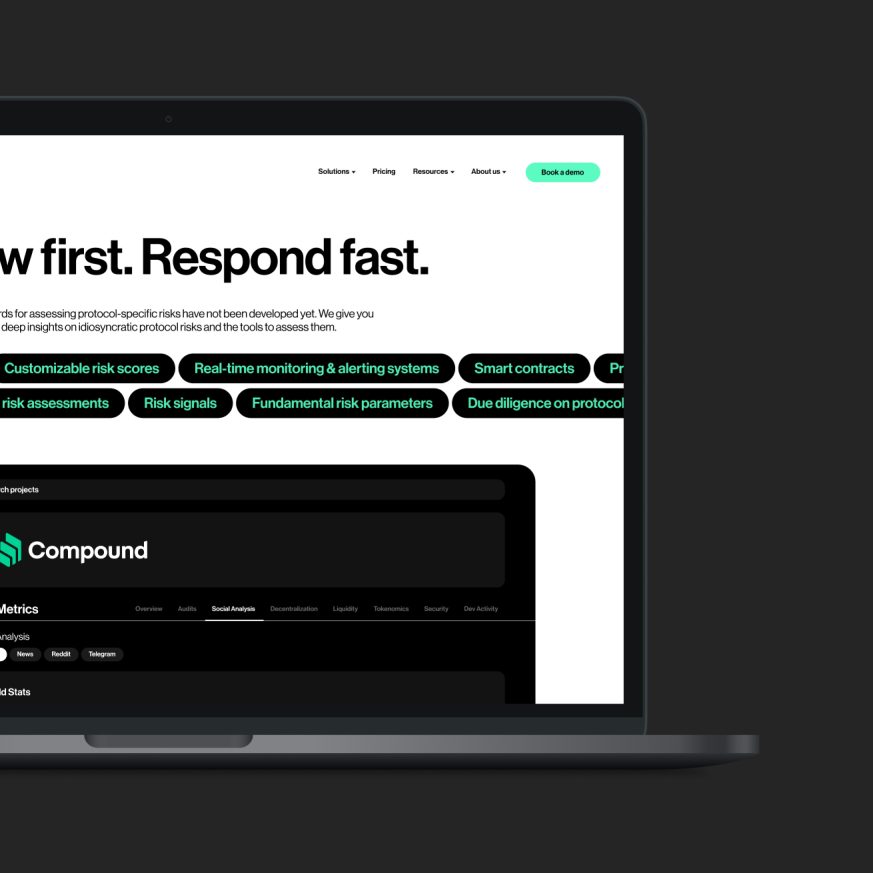 Solutions Pricing Resources About us Book a demo
first. Respond fast.
for assessing protocol-specific risks have not been developed yet. We give you
deep insights on idiosyncratic protocol risks and the tools to assess them.
Customizable risk scores Real-time monitoring & alerting systems Smart contracts
risk assessments Risk signals Fundamental risk parameters Due diligence on protocol
projects
Compound
Metrics Overview Audits Social Analysis Decentralization Liquidity Tokenomics Security Dev Activity
Analysis
News Reddit Telegram
Stats